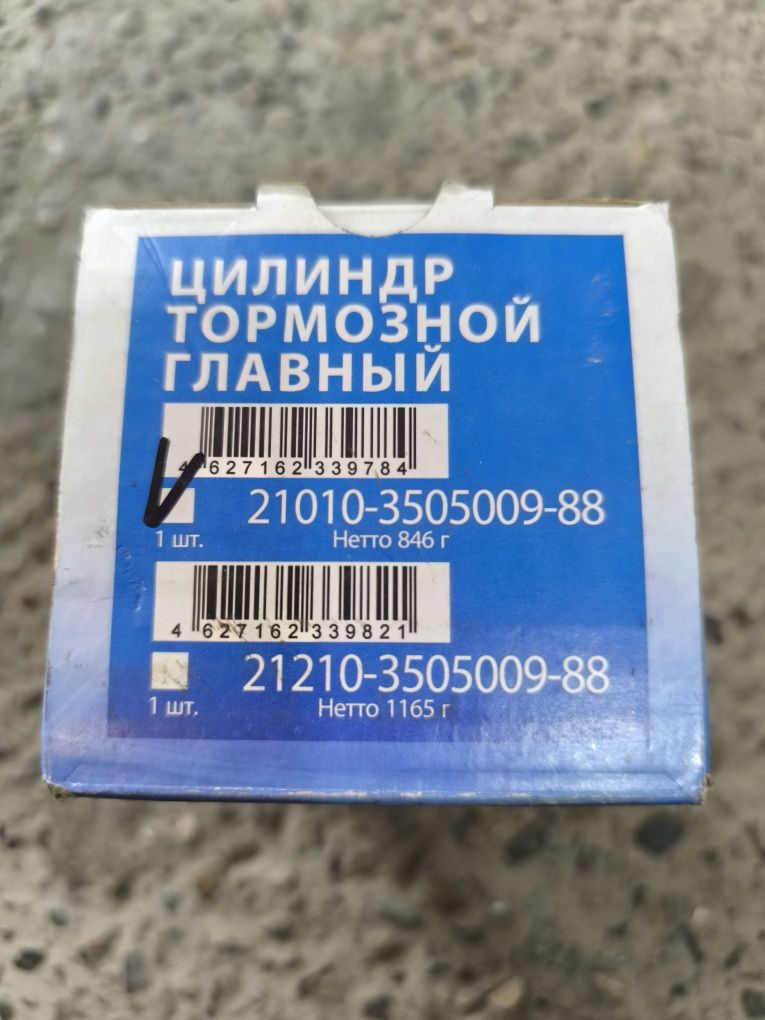 ЦИЛИНДР
ТОРМОЗНОЙ
ГЛАВНЫЙ
4 627162 339784
21010-3505009-88
1 шт. Нетто 846 г
4 627162 339821
21210-3505009-88
1 шт. Нетто 1165 г